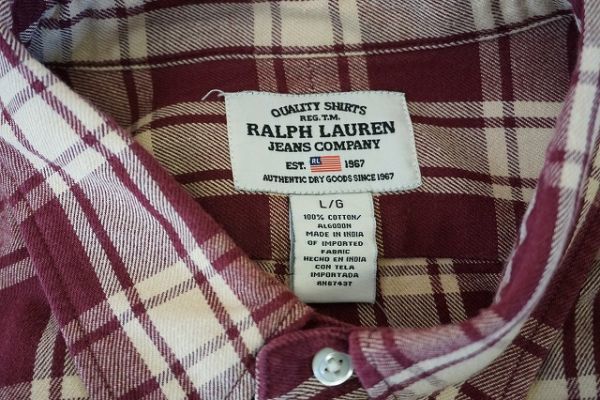 QUALITY SHIRTS
REG. T.M.
RALPH LAUREN
JEANS COMPANY
EST. RL 1967
AUTHENTIC DRY GOODS SINCE 1967
L/G
100% COTTON/
ALGODON
MADE IN INDIA
OF IMPORTED
FABRIC
HECHO EN INDIA
CON TELA
IMPORTADA
RN87437